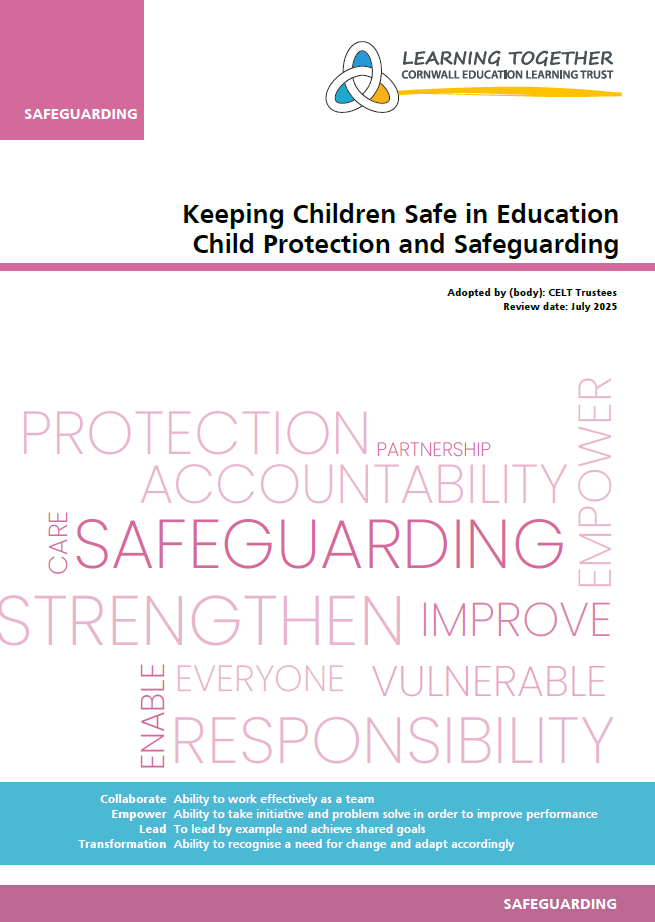 SAFEGUARDING
LEARNING TOGETHER
CORNWALL EDUCATION LEARNING TRUST
Keeping Children Safe in Education
Child Protection and Safeguarding
Adopted by (body): CELT Trustees
Review date: July 2025
PROTECTION
PARTNERSHIP
EMPOWER
ACCOUNTABILITY
CARE
SAFEGUARDING
STRENGTHEN
IMPROVE
ENABLE
EVERYONE
VULNERABLE
RESPONSIBILITY
Collaborate Ability to work effectively as a team
Empower Ability to take initiative and problem solve in order to improve performance
Lead To lead by example and achieve shared goals
Transformation Ability to recognise a need for change and adapt accordingly
SAFEGUARDING